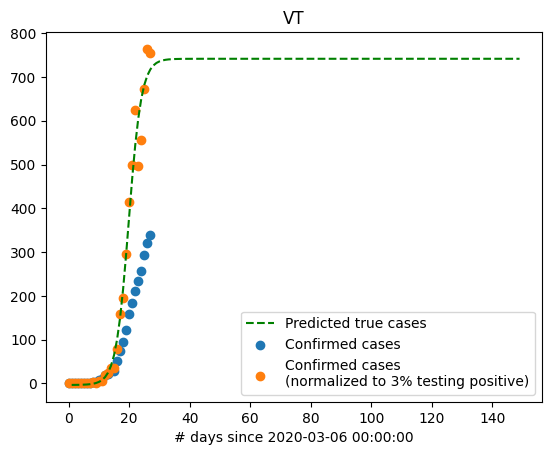 VT
800
700
600
500
400
300
200
100
0
Predicted true cases
Confirmed cases
Confirmed cases
(normalized to 3% testing positive)
0 20 40 60 80 100 120 140
# days since 2020-03-06 00:00:00